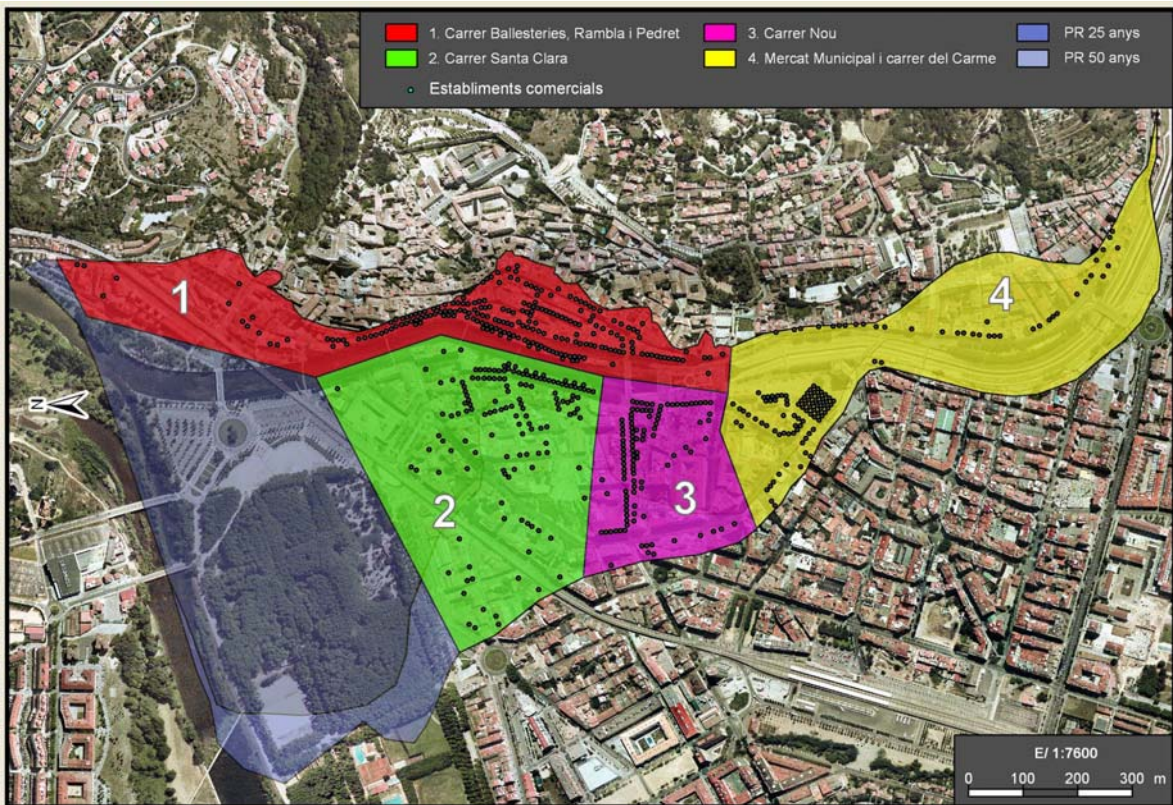 1. Carrer Ballesteries, Rambla i Pedret
2. Carrer Santa Clara
Establiments comercials
3. Carrer Nou
4. Mercat Municipal i carrer del Carme
PR 25 anys
PR 50 anys
1
4
N
2
3
E/ 1:7600
0 100 200 300 m